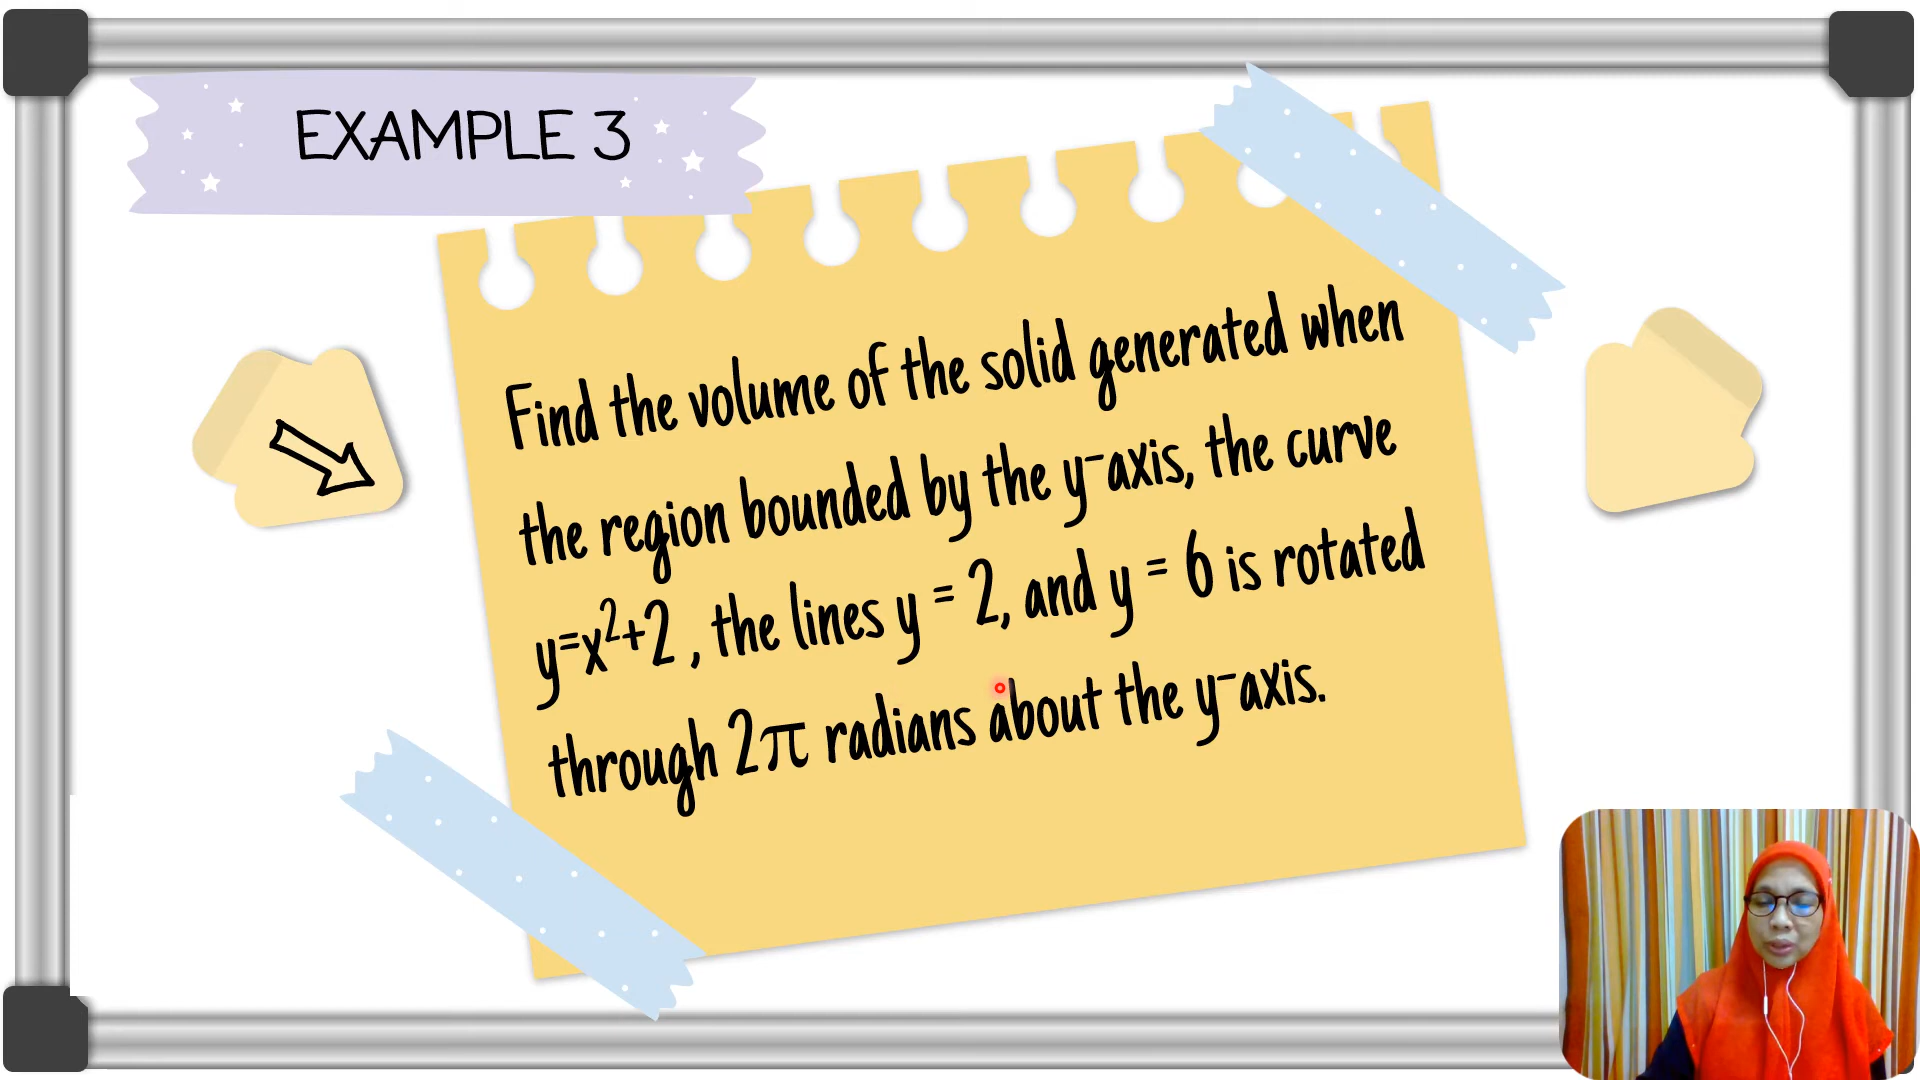 EXAMPLE 3
Find the volume of the solid generated when
the region bounded by the y-axis, the curve
y=x²+2 , the lines y = 2, and y = 6 is rotated
through 2π radians about the y-axis.